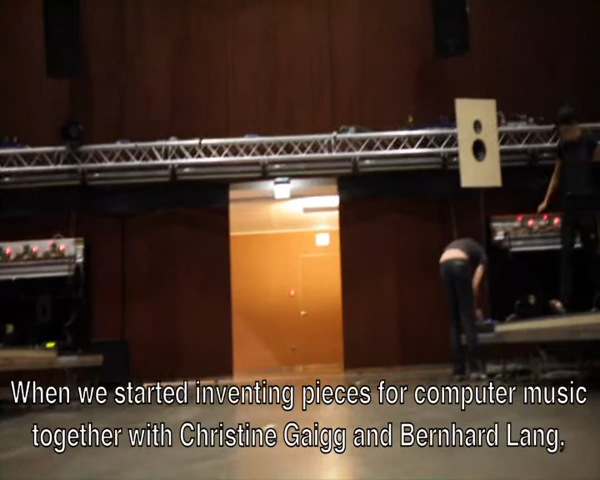 When we started inventing pieces for computer music
together with Christine Gaigg and Bernhard Lang,